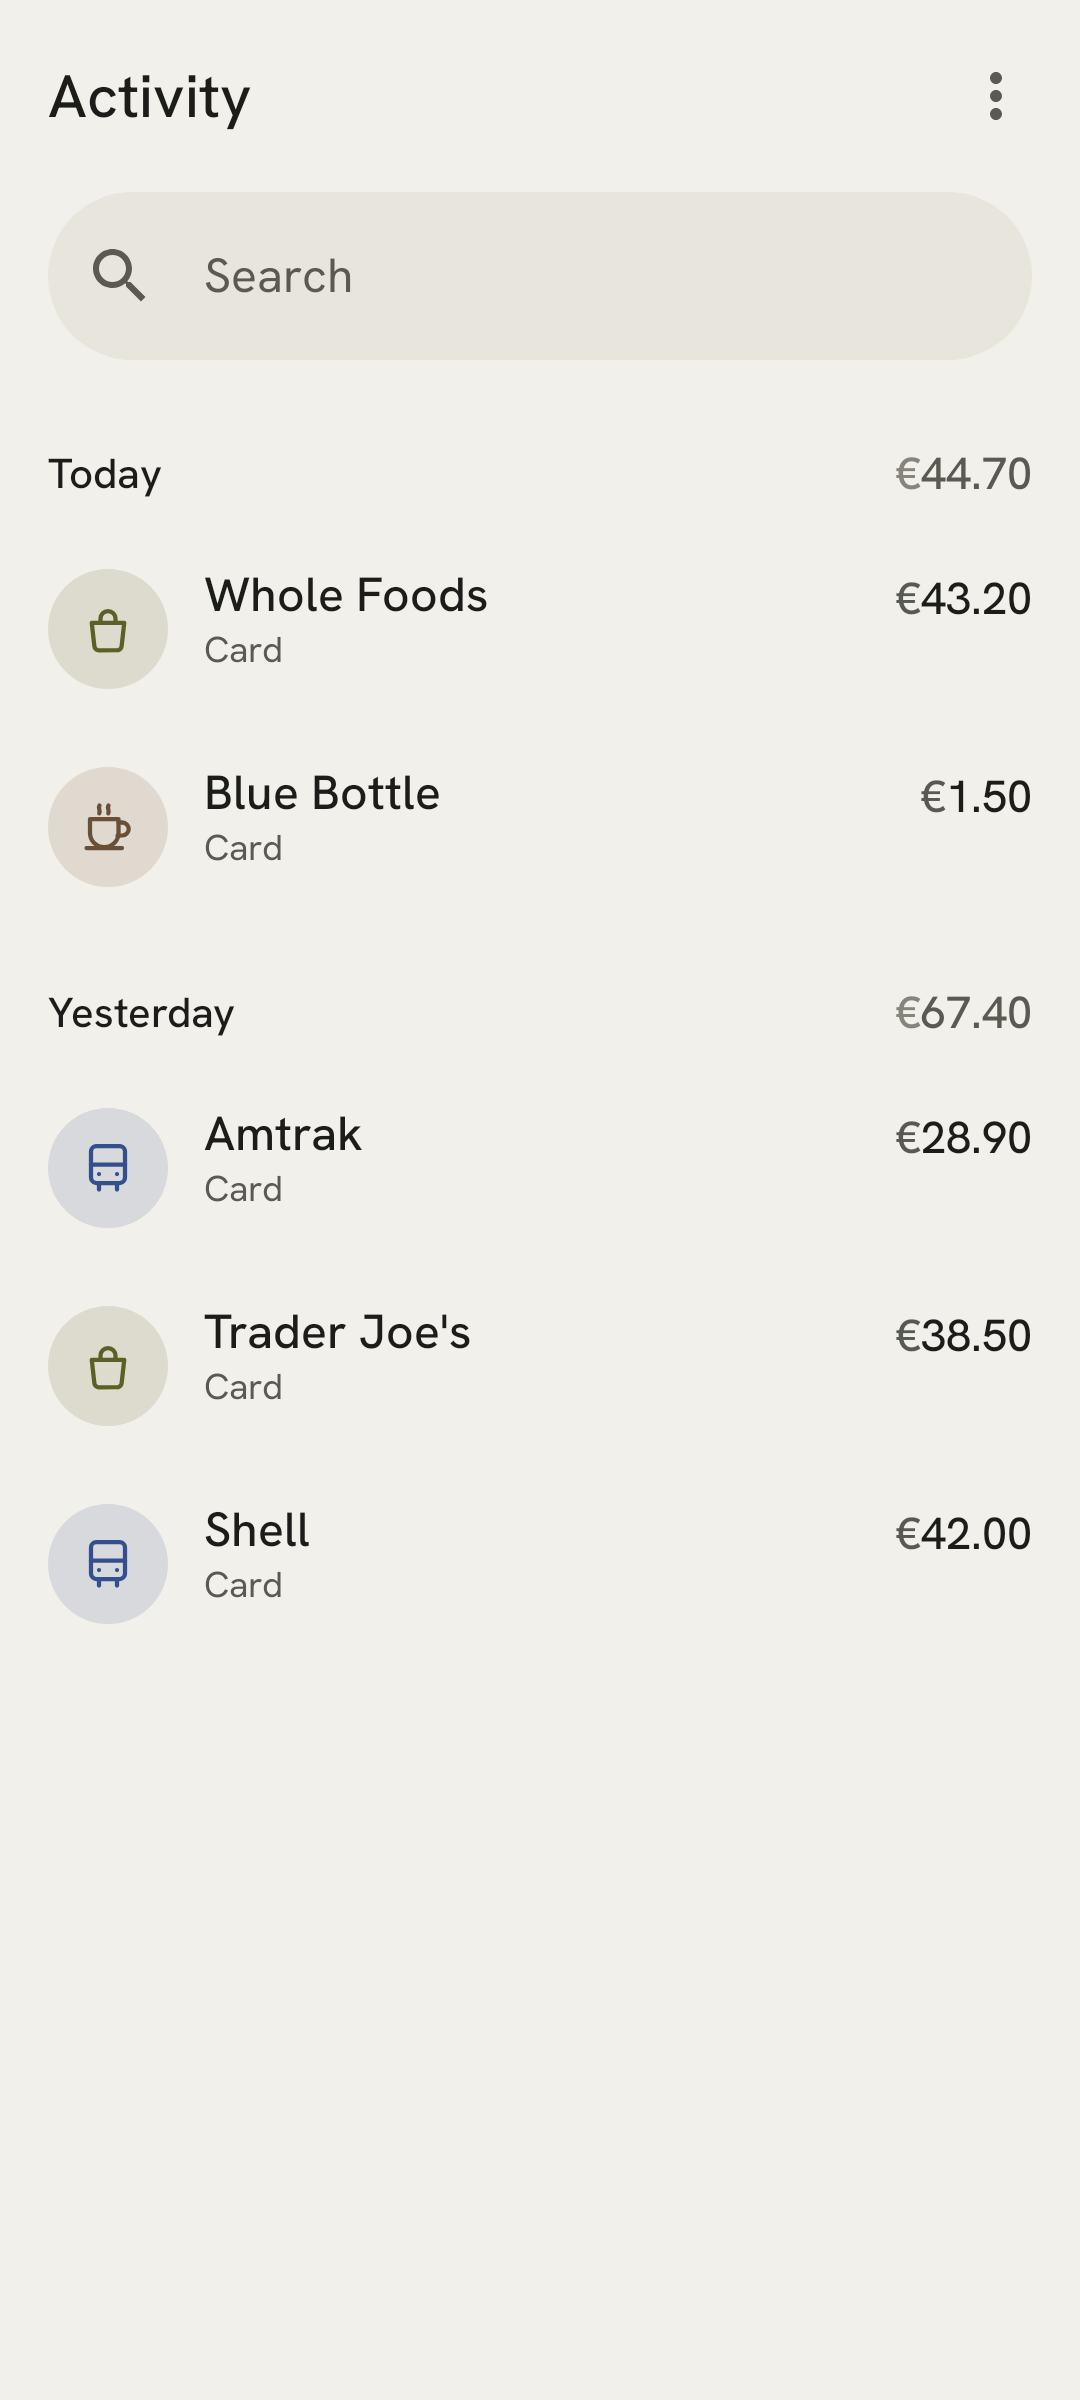 Activity
Search
Today €44.70
Whole Foods €43.20
Card
Blue Bottle €1.50
Card
Yesterday €67.40
Amtrak €28.90
Card
Trader Joe's €38.50
Card
Shell €42.00
Card